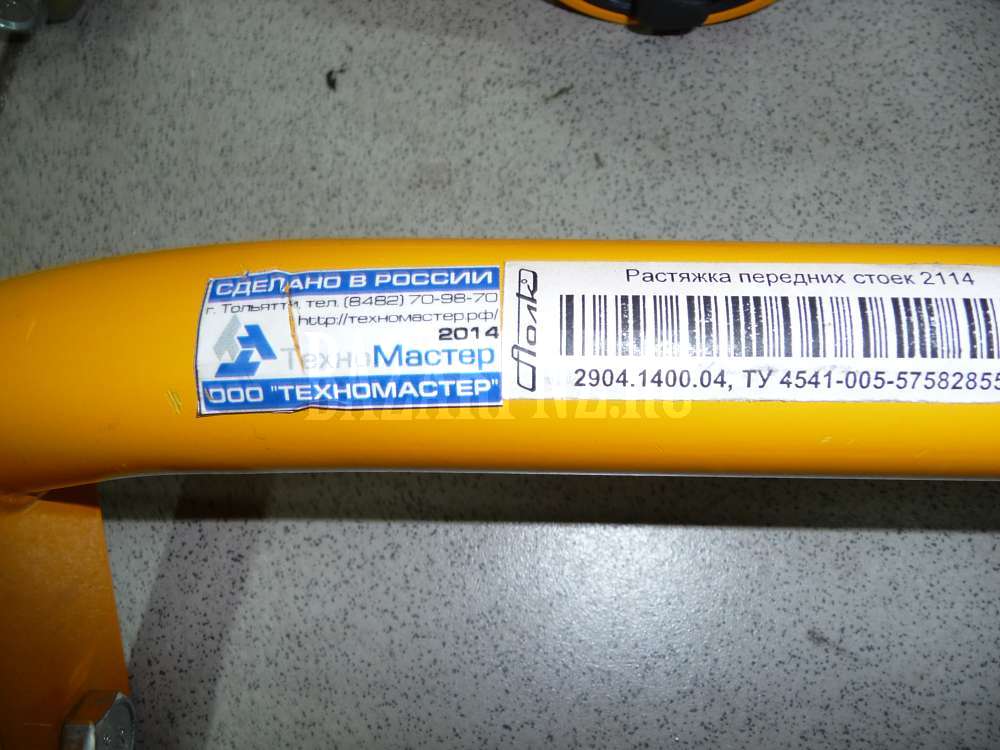 СДЕЛАНО В РОССИИ
г. Тольятти, тел. (8482) 70-98-70
http://техномастер.рф/
2014
ТехноМастер
ООО "ТЕХНОМАСТЕР"
Полка
Растяжка передних стоек 2114
2904.1400.04, ТУ 4541-005-57582855